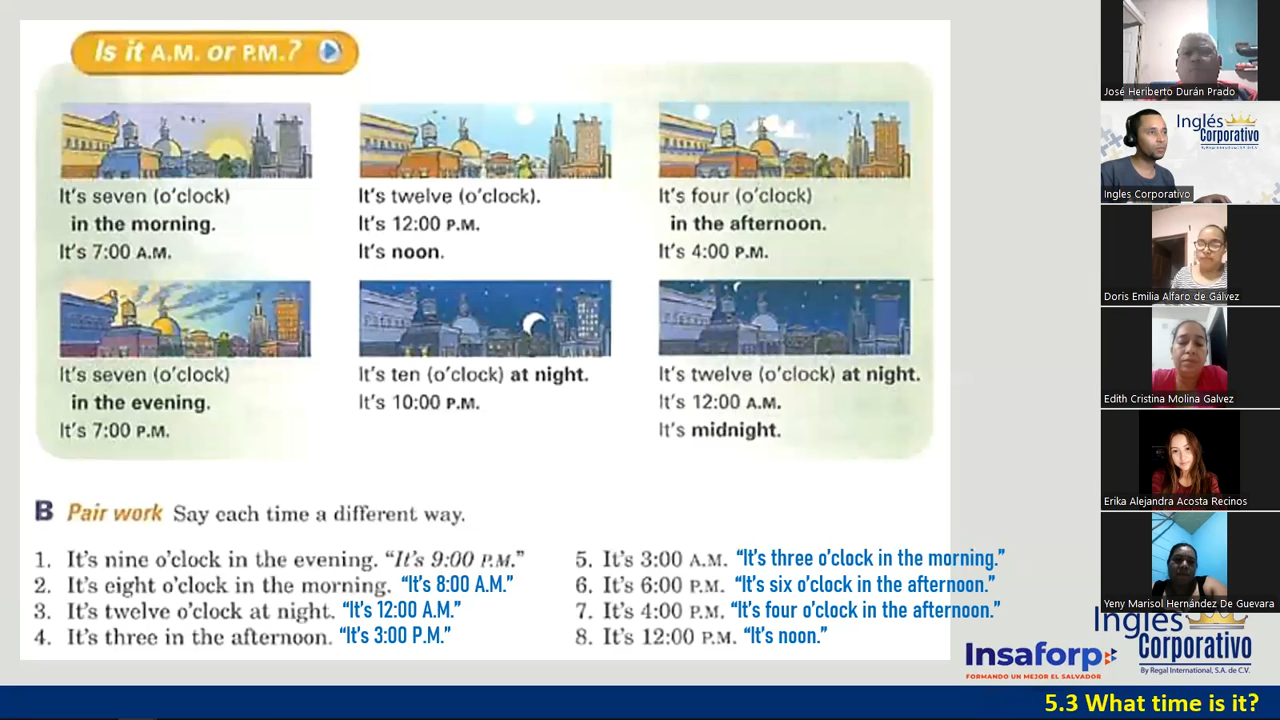 Is it A.M. or P.M.?
It's seven (o'clock)
in the morning.
It's 7:00 A.M.
It's twelve (o'clock).
It's 12:00 P.M.
It's noon.
It's four (o'clock)
in the afternoon.
It's 4:00 P.M.
It's seven (o'clock)
in the evening.
It's 7:00 P.M.
It's ten (o'clock) at night.
It's 10:00 P.M.
It's twelve (o'clock) at night.
It's 12:00 A.M.
It's midnight.
B Pair work Say each time a different way.
1. It's nine o'clock in the evening. “It's 9:00 P.M.”
2. It's eight o'clock in the morning. “It's 8:00 A.M.”
3. It's twelve o'clock at night. “It's 12:00 A.M.”
4. It's three in the afternoon. “It's 3:00 P.M.”
5. It's 3:00 A.M. “It's three o'clock in the morning.”
6. It's 6:00 P.M. “It's six o'clock in the afternoon.”
7. It's 4:00 P.M. “It's four o'clock in the afternoon.”
8. It's 12:00 P.M. “It's noon.”
Insaforp
FORMANDO UN MEJOR EL SALVADOR
Inglés
Corporativo
By Regal International, S.A. de C.V.
5.3 What time is it?
José Heriberto Durán Prado
Inglés
Corporativo
By Regal International, S.A. de C.V.
Ingles Corporativo
Doris Emilia Alfaro de Gálvez
Edith Cristina Molina Galvez
Erika Alejandra Acosta Recinos
Yeny Marisol Hernández De Guevara